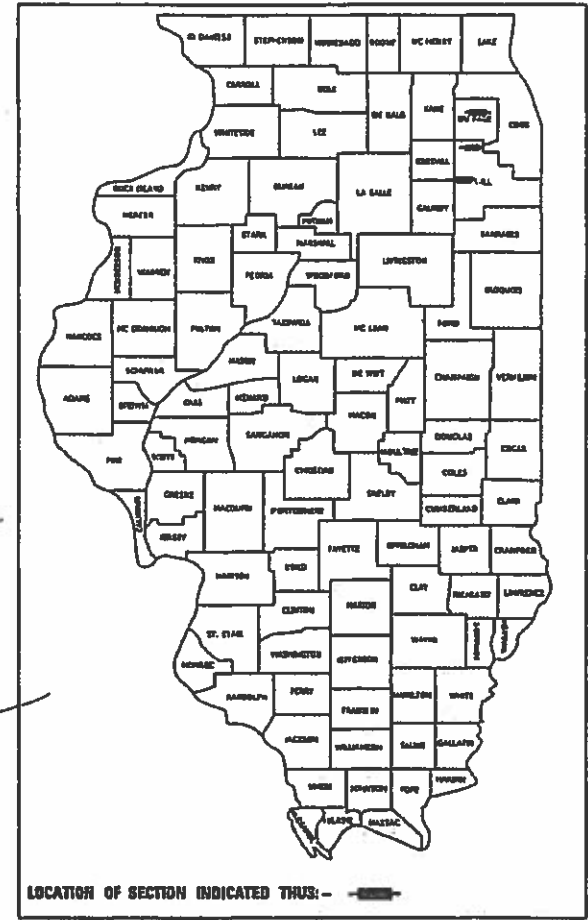 JO DAVIESS STEPHENSON WINNEBAGO BOONE MC HENRY LAKE
CARROLL OGLE
DE KALB KANE DU PAGE COOK
WHITESIDE LEE
KENDALL WILL
ROCK ISLAND HENRY BUREAU LA SALLE
MERCER PUTNAM GRUNDY
STARK MARSHALL KANKAKEE
HENDERSON WARREN KNOX PEORIA WOODFORD LIVINGSTON IROQUOIS
HANCOCK MC DONOUGH FULTON TAZEWELL MC LEAN FORD
MASON
SCHUYLER LOGAN DE WITT CHAMPAIGN VERMILION
ADAMS BROWN CASS MENARD MACON PIATT
MORGAN SANGAMON DOUGLAS EDGAR
PIKE SCOTT CHRISTIAN MOULTRIE COLES
GREENE MACOUPIN SHELBY CUMBERLAND CLARK
CALHOUN JERSEY MONTGOMERY
FAYETTE EFFINGHAM JASPER CRAWFORD
MADISON BOND CLAY RICHLAND LAWRENCE
CLINTON MARION
ST. CLAIR WAYNE EDWARDS WABASH
MONROE WASHINGTON JEFFERSON
RANDOLPH PERRY HAMILTON WHITE
FRANKLIN
JACKSON WILLIAMSON SALINE GALLATIN
UNION JOHNSON POPE HARDIN
PULASKI MASSAC
LOCATION OF SECTION INDICATED THUS:-